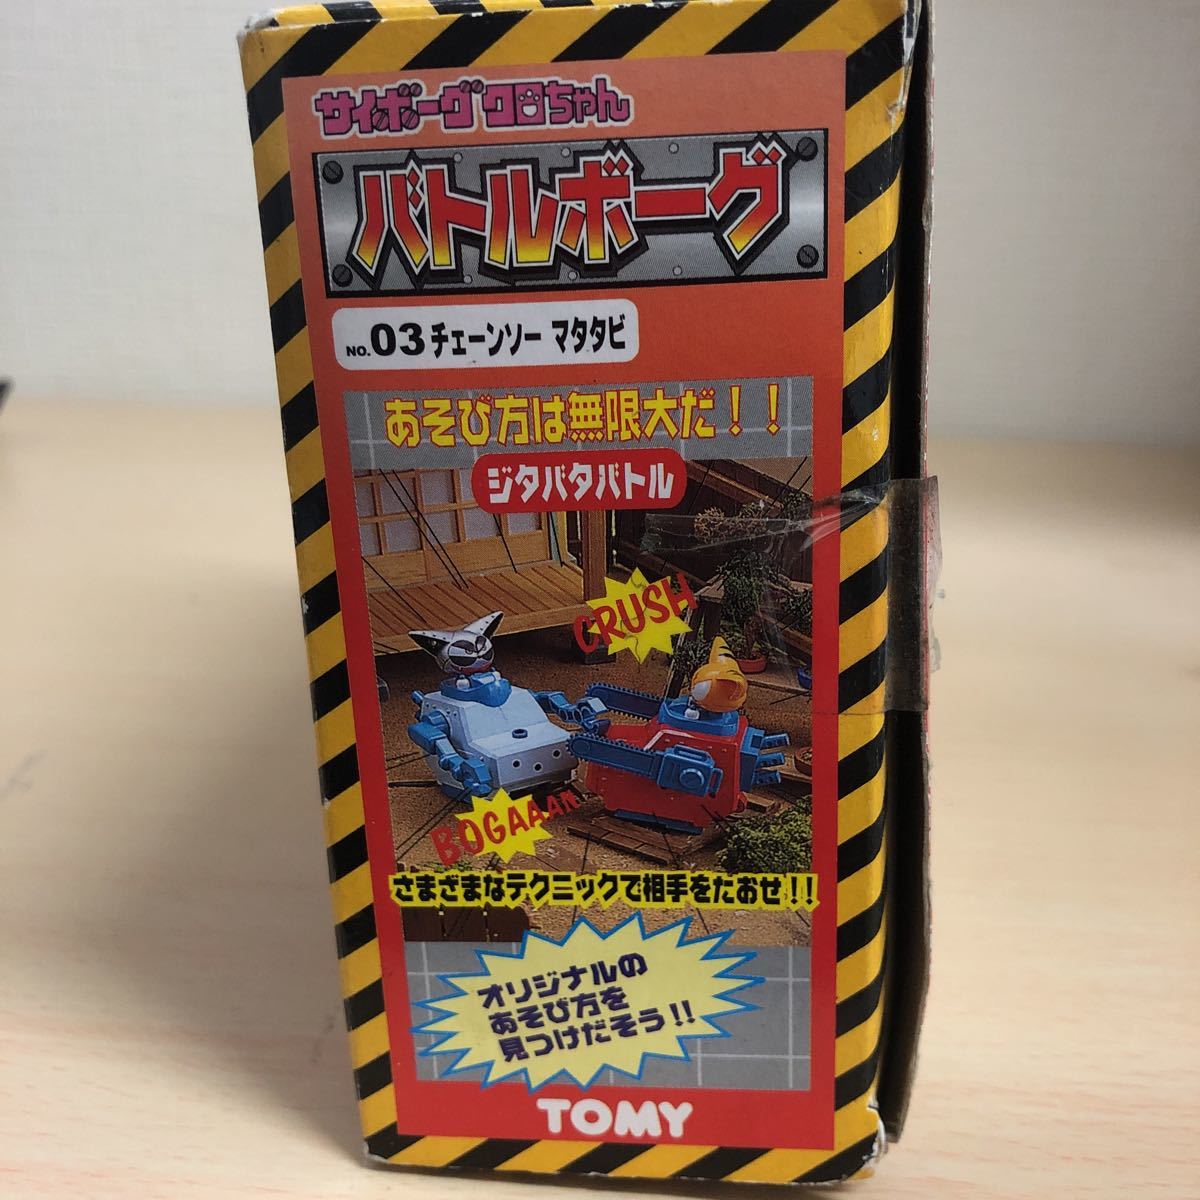 サイボーグクロちゃん
バトルボーグ
NO.03チェーンソー マタタビ
あそび方は無限大だ！！
ジタバタバトル
CRUSH
BOGAAAN
さまざまなテクニックで相手をたおせ！！
オリジナルの
あそび方を
見つけだそう！！
TOMY